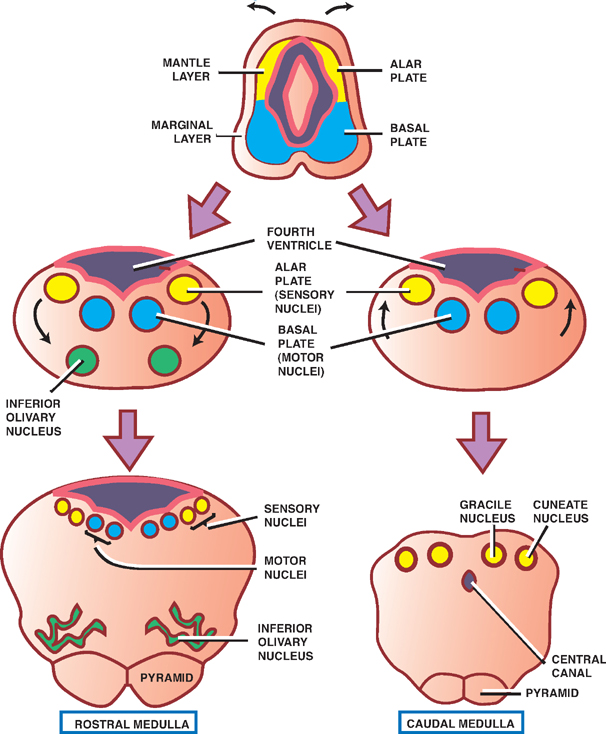 MANTLE
LAYER
ALAR
PLATE
MARGINAL
LAYER
BASAL
PLATE
FOURTH
VENTRICLE
ALAR
PLATE
(SENSORY
NUCLEI)
BASAL
PLATE
(MOTOR
NUCLEI)
INFERIOR
OLIVARY
NUCLEUS
SENSORY
NUCLEI
MOTOR
NUCLEI
INFERIOR
OLIVARY
NUCLEUS
PYRAMID
ROSTRAL MEDULLA
GRACILE
NUCLEUS
CUNEATE
NUCLEUS
CENTRAL
CANAL
PYRAMID
CAUDAL MEDULLA